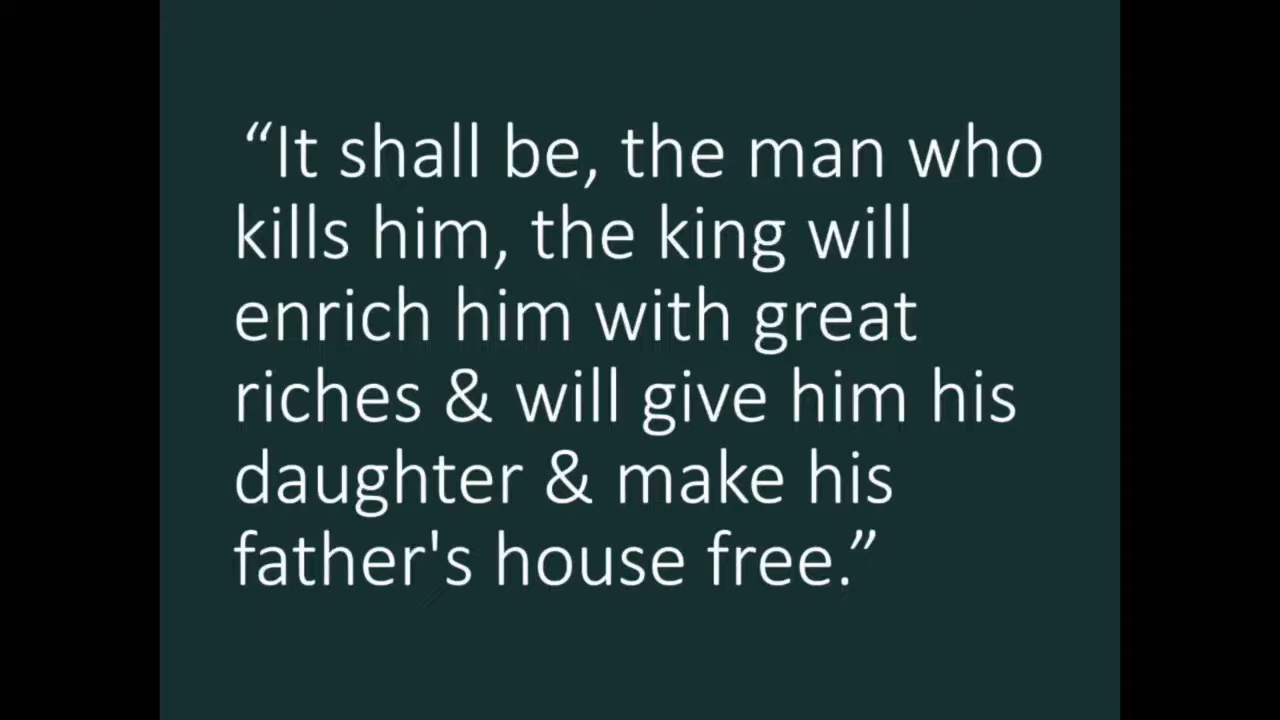 “It shall be, the man who
kills him, the king will
enrich him with great
riches & will give him his
daughter & make his
father's house free.”